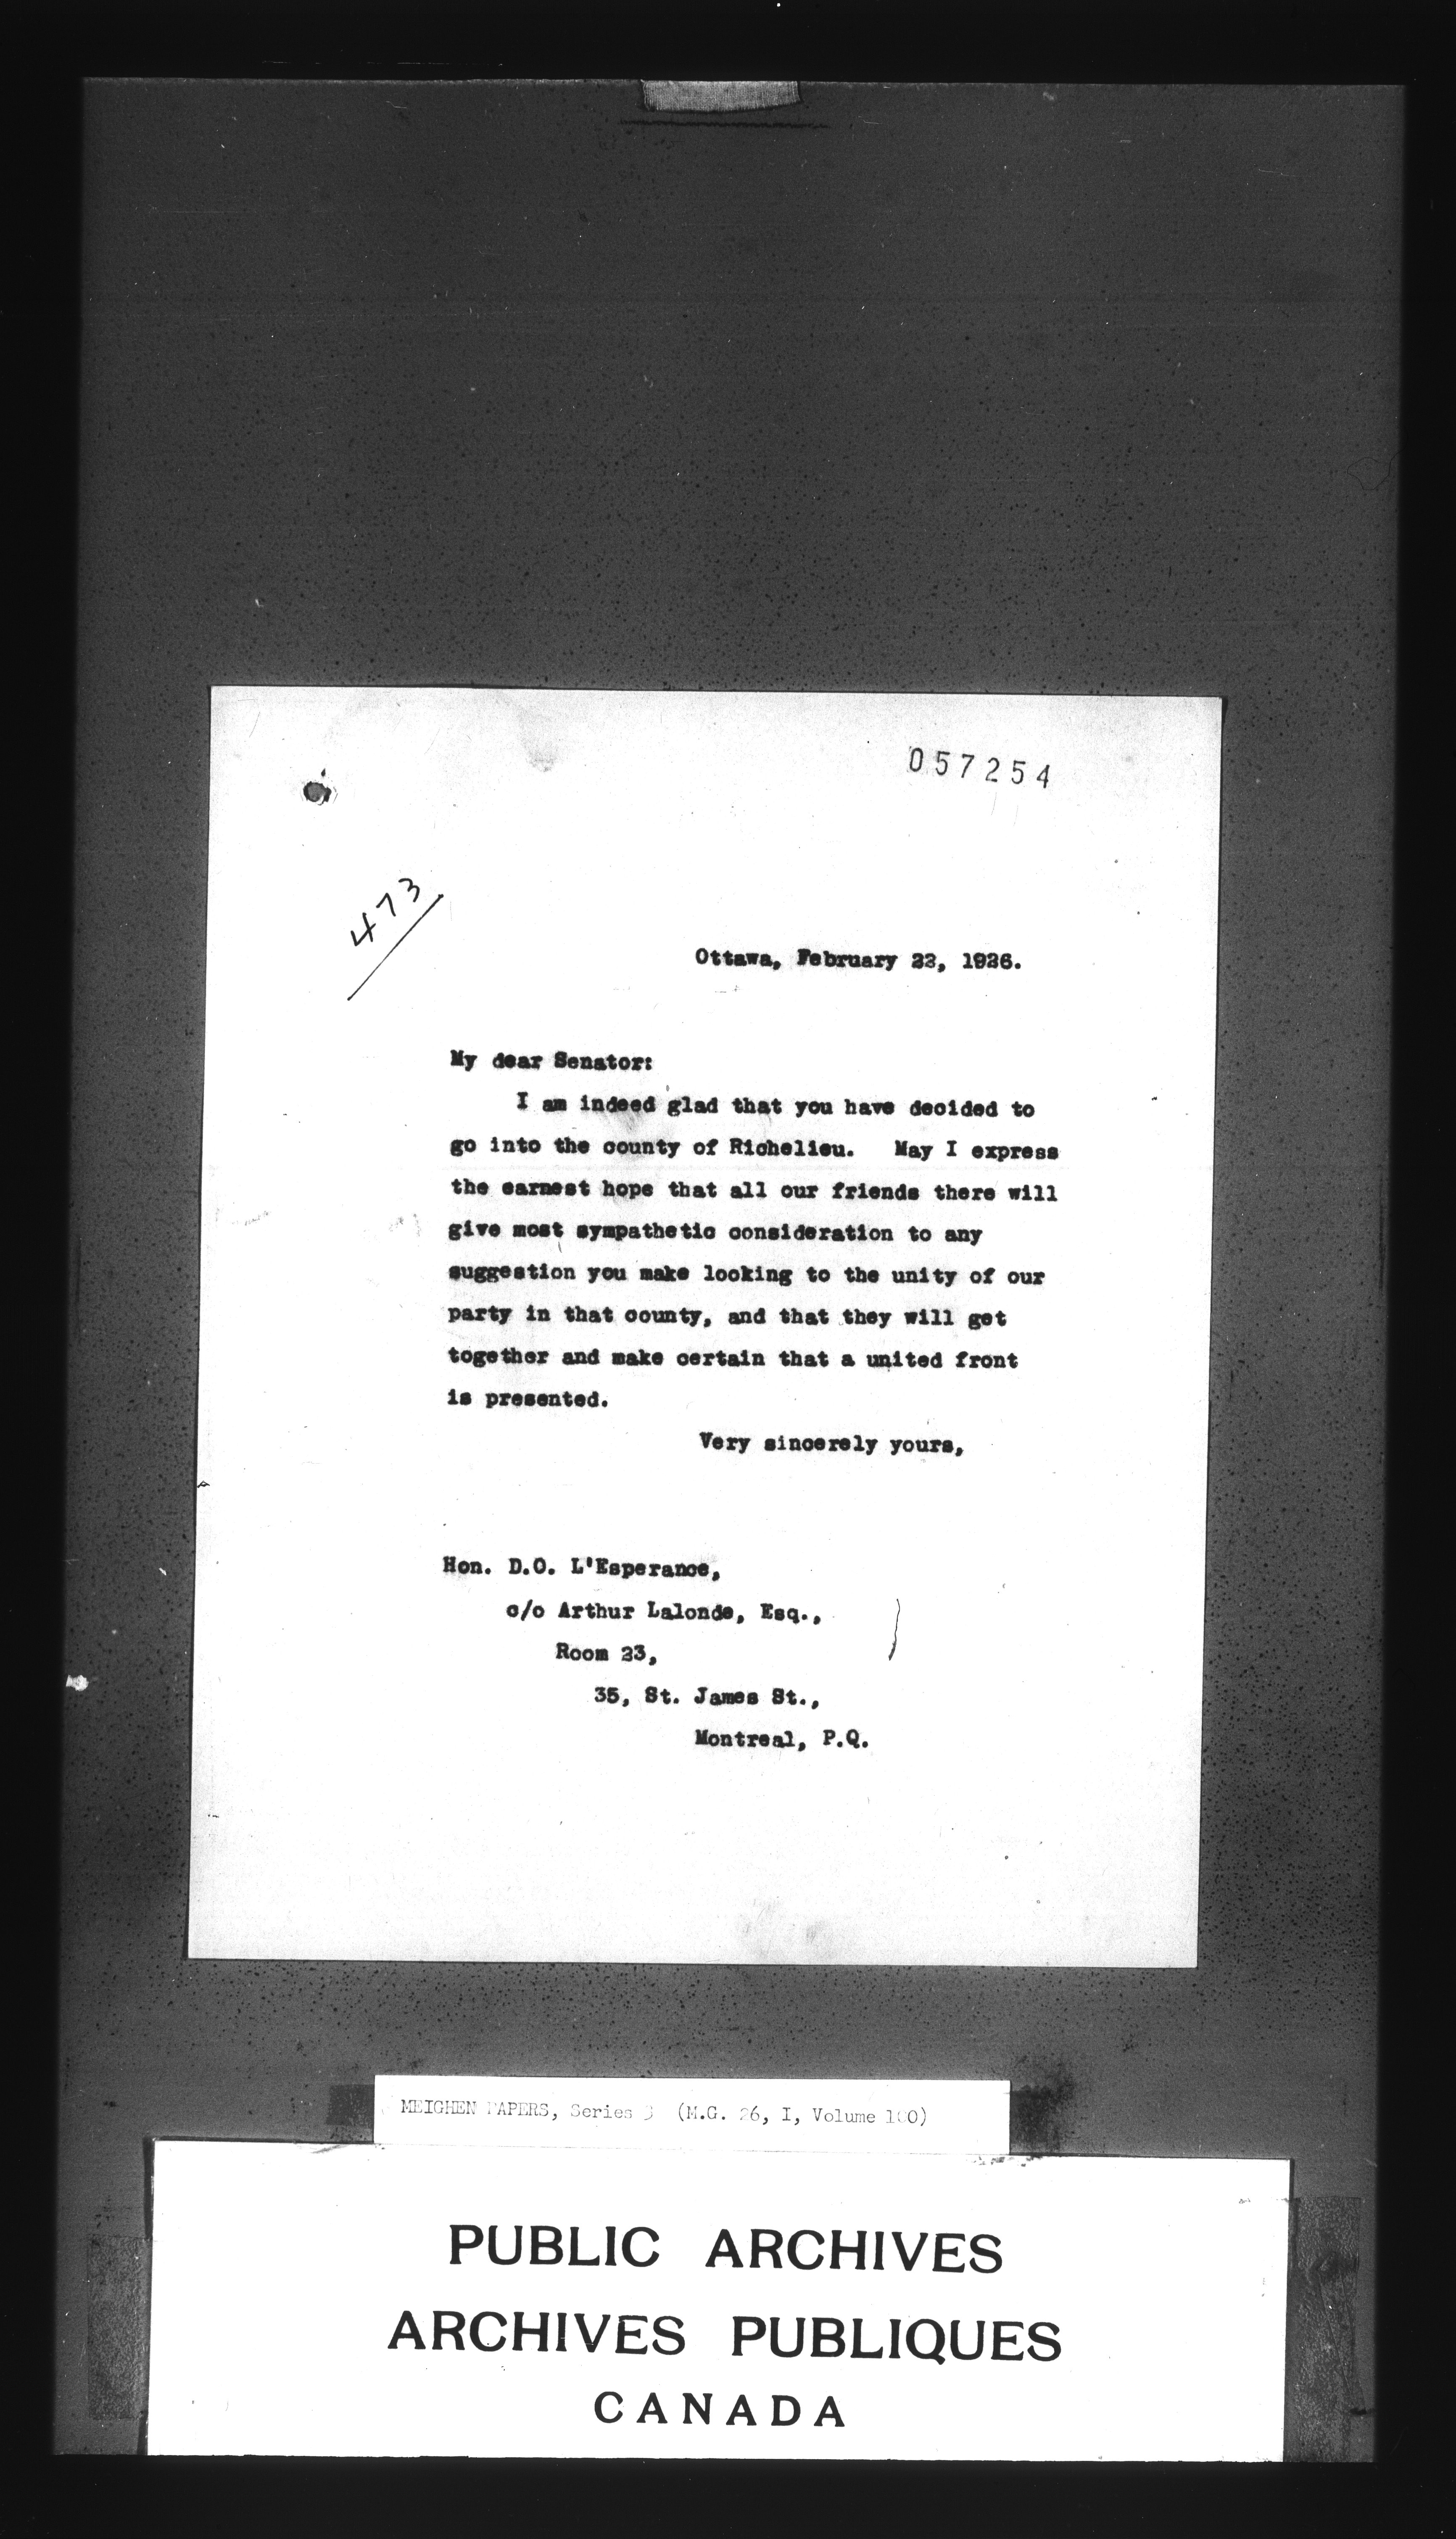 057254
473
Ottawa, February 23, 1926.
My dear Senator:
I am indeed glad that you have decided to
go into the county of Richelieu. May I express
the earnest hope that all our friends there will
give most sympathetic consideration to any
suggestion you make looking to the unity of our
party in that county, and that they will get
together and make certain that a united front
is presented.
Very sincerely yours,
Hon. D.O. L'Esperance,
c/o Arthur Lalonde, Esq.,
Room 23,
35, St. James St.,
Montreal, P.Q.
MEIGHEN PAPERS, Series 3 (M.G. 26, I, Volume 100)
PUBLIC ARCHIVES
ARCHIVES PUBLIQUES
CANADA